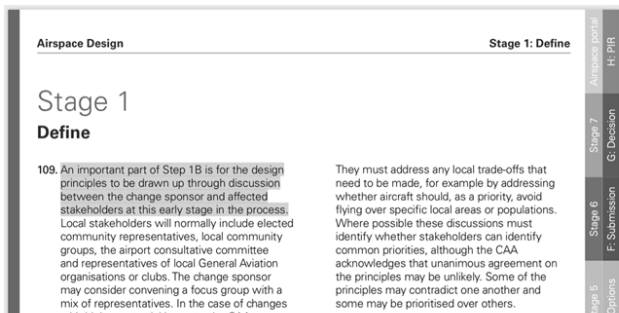 Airspace Design
Stage 1: Define
Stage 1
Define
109. An important part of Step 1B is for the design
principles to be drawn up through discussion
between the change sponsor and affected
stakeholders at this early stage in the process.
Local stakeholders will normally include elected
community representatives, local community
groups, the airport consultative committee
and representatives of local General Aviation
organisations or clubs. The change sponsor
may consider convening a focus group with a
mix of representatives. In the case of changes
They must address any local trade-offs that
need to be made, for example by addressing
whether aircraft should, as a priority, avoid
flying over specific local areas or populations.
Where possible these discussions must
identify whether stakeholders can identify
common priorities, although the CAA
acknowledges that unanimous agreement on
the principles may be unlikely. Some of the
principles may contradict one another and
some may be prioritised over others.
Airspace portal
H: PIR
Stage 7
G: Decision
Stage 6
F: Submission
age 5
Options